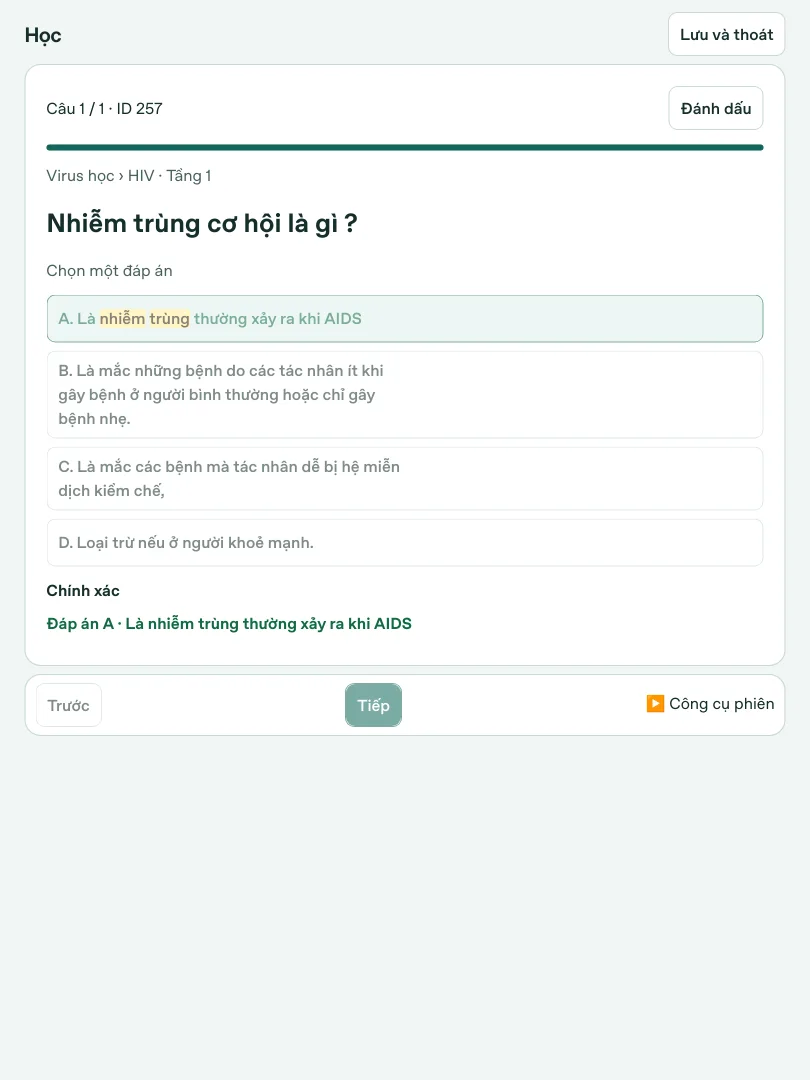 Học
Lưu và thoát
Câu 1 / 1 · ID 257
Đánh dấu
Virus học › HIV · Tầng 1
Nhiễm trùng cơ hội là gì ?
Chọn một đáp án
A. Là nhiễm trùng thường xảy ra khi AIDS
B. Là mắc những bệnh do các tác nhân ít khi
gây bệnh ở người bình thường hoặc chỉ gây
bệnh nhẹ.
C. Là mắc các bệnh mà tác nhân dễ bị hệ miễn
dịch kiềm chế,
D. Loại trừ nếu ở người khoẻ mạnh.
Chính xác
Đáp án A · Là nhiễm trùng thường xảy ra khi AIDS
Trước
Tiếp
Công cụ phiên